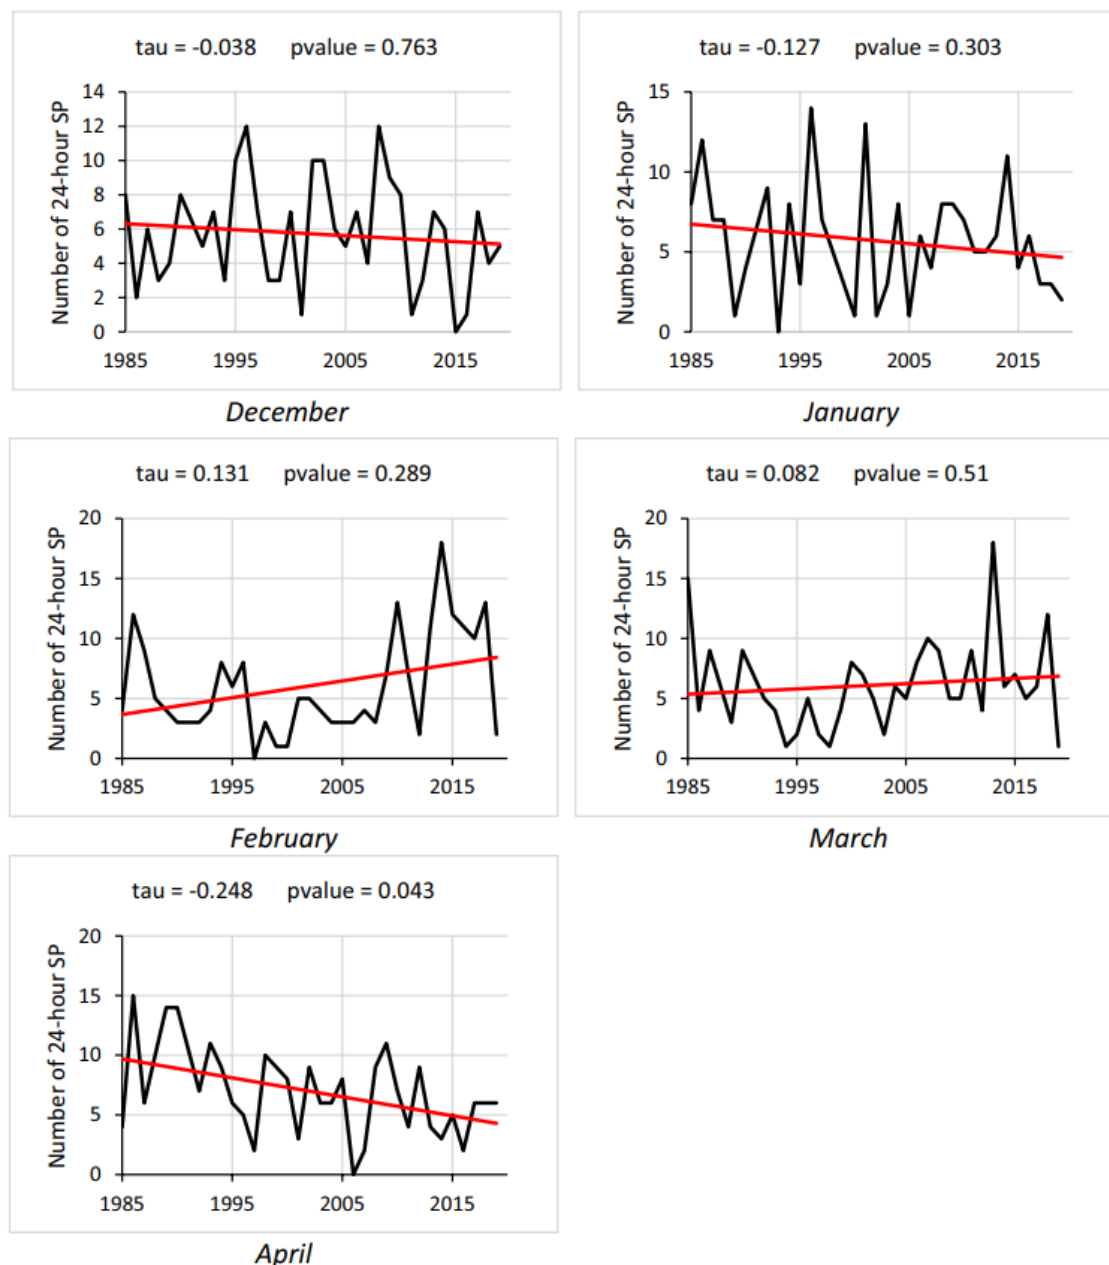 tau = -0.038 pvalue = 0.763
Number of 24-hour SP
14
12
10
8
6
4
2
0
1985 1995 2005 2015
December
tau = -0.127 pvalue = 0.303
Number of 24-hour SP
15
10
5
0
1985 1995 2005 2015
January
tau = 0.131 pvalue = 0.289
Number of 24-hour SP
20
15
10
5
0
1985 1995 2005 2015
February
tau = 0.082 pvalue = 0.51
Number of 24-hour SP
20
15
10
5
0
1985 1995 2005 2015
March
tau = -0.248 pvalue = 0.043
Number of 24-hour SP
20
15
10
5
0
1985 1995 2005 2015
April